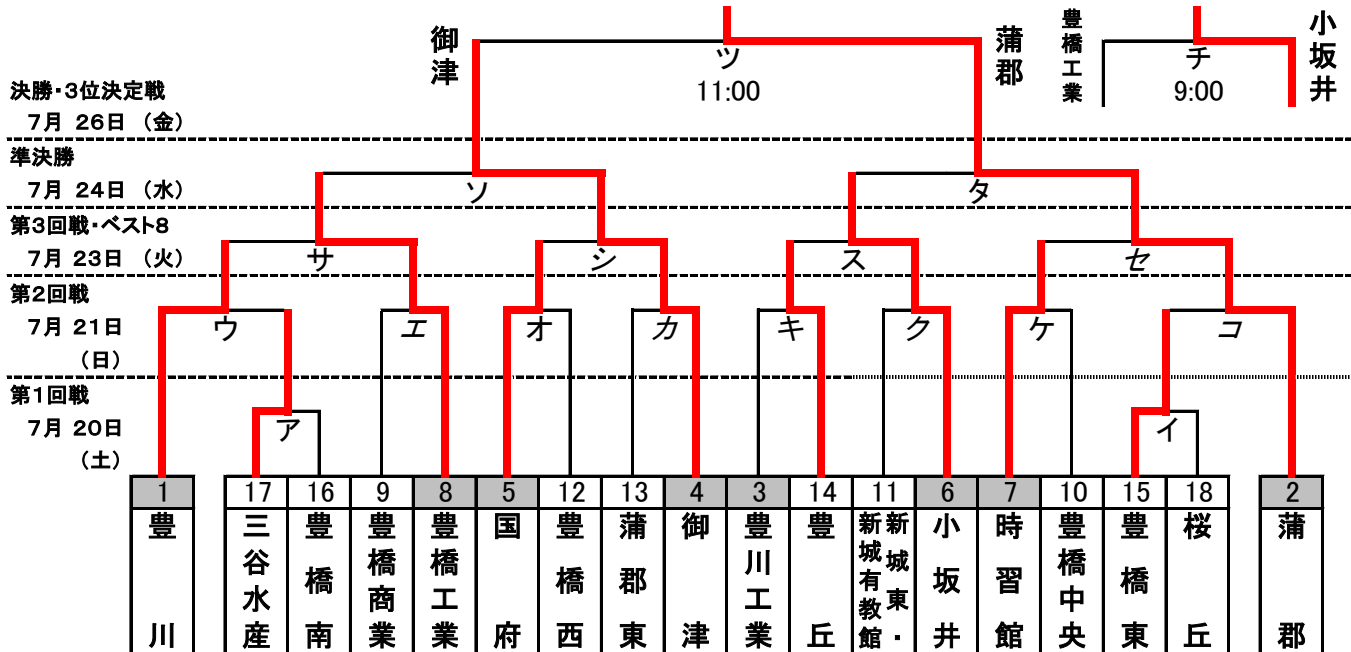 御津
ツ
11:00
蒲郡
豊橋工業
チ
9:00
小坂井
決勝・3位決定戦
7月 26日 (金)
準決勝
7月 24日 (水)
ソ
タ
第3回戦・ベスト8
7月 23日 (火)
サ
シ
ス
セ
第2回戦
7月 21日
(日)
ウ
エ
オ
カ
キ
ク
ケ
コ
第1回戦
7月 20日
(土)
ア
イ
1
17
16
9
8
5
12
13
4
3
14
11
6
7
10
15
18
2
豊川
三谷水産
豊橋南
豊橋商業
豊橋工業
国府
豊橋西
蒲郡東
御津
豊川工業
豊丘
新城東・
新城有教館
小坂井
時習館
豊橋中央
豊橋東
桜丘
蒲郡